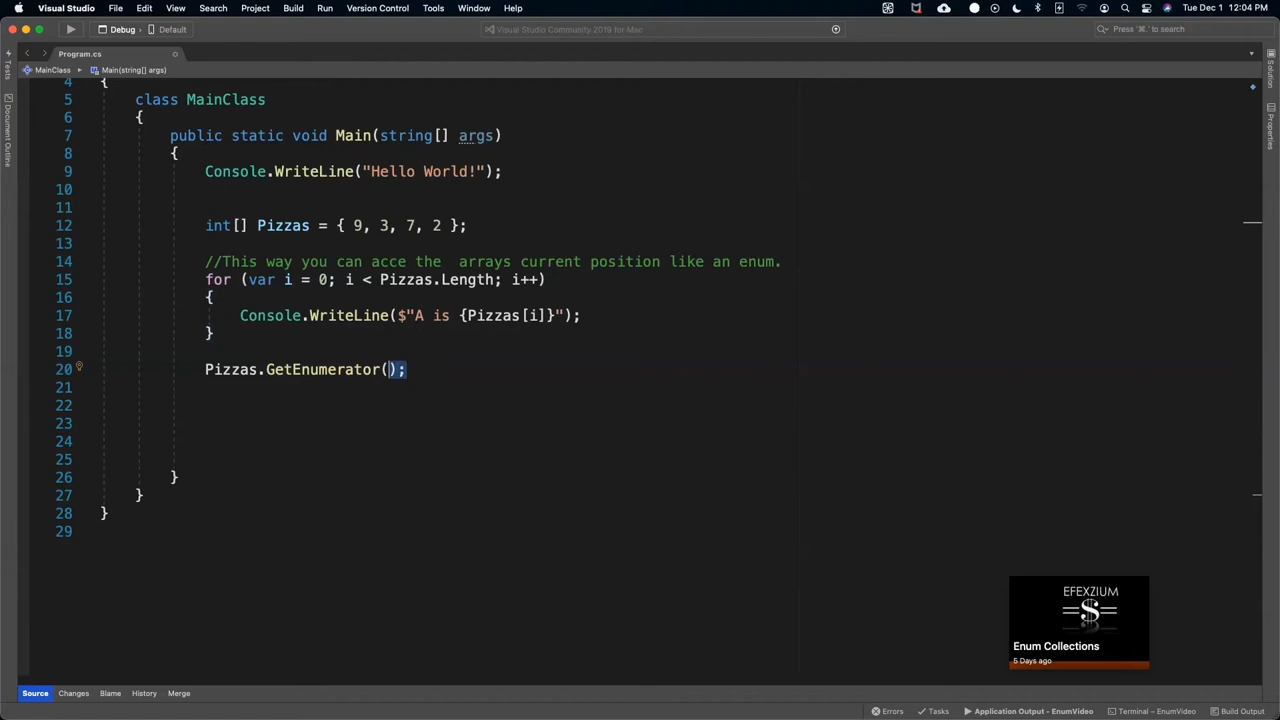 Visual Studio File Edit View Search Project Build Run Version Control Tools Window Help Tue Dec 1 12:04 PM
Debug Default Visual Studio Community 2019 for Mac Press '⌘.' to search
Program.cs
MainClass Main(string[] args)
Tests
Document Outline
Solution
Properties
4 {
5 class MainClass
6 {
7 public static void Main(string[] args)
8 {
9 Console.WriteLine("Hello World!");
10
11
12 int[] Pizzas = { 9, 3, 7, 2 };
13
14 //This way you can acce the  arrays current position like an enum.
15 for (var i = 0; i < Pizzas.Length; i++)
16 {
17 Console.WriteLine($"A is {Pizzas[i]}");
18 }
19
20 Pizzas.GetEnumerator();
21
22
23
24
25
26 }
27 }
28 }
29
EFEXZIUM
=$=
Enum Collections
5 Days ago
Source Changes Blame History Merge
Errors Tasks Application Output - EnumVideo Terminal – EnumVideo Build Output